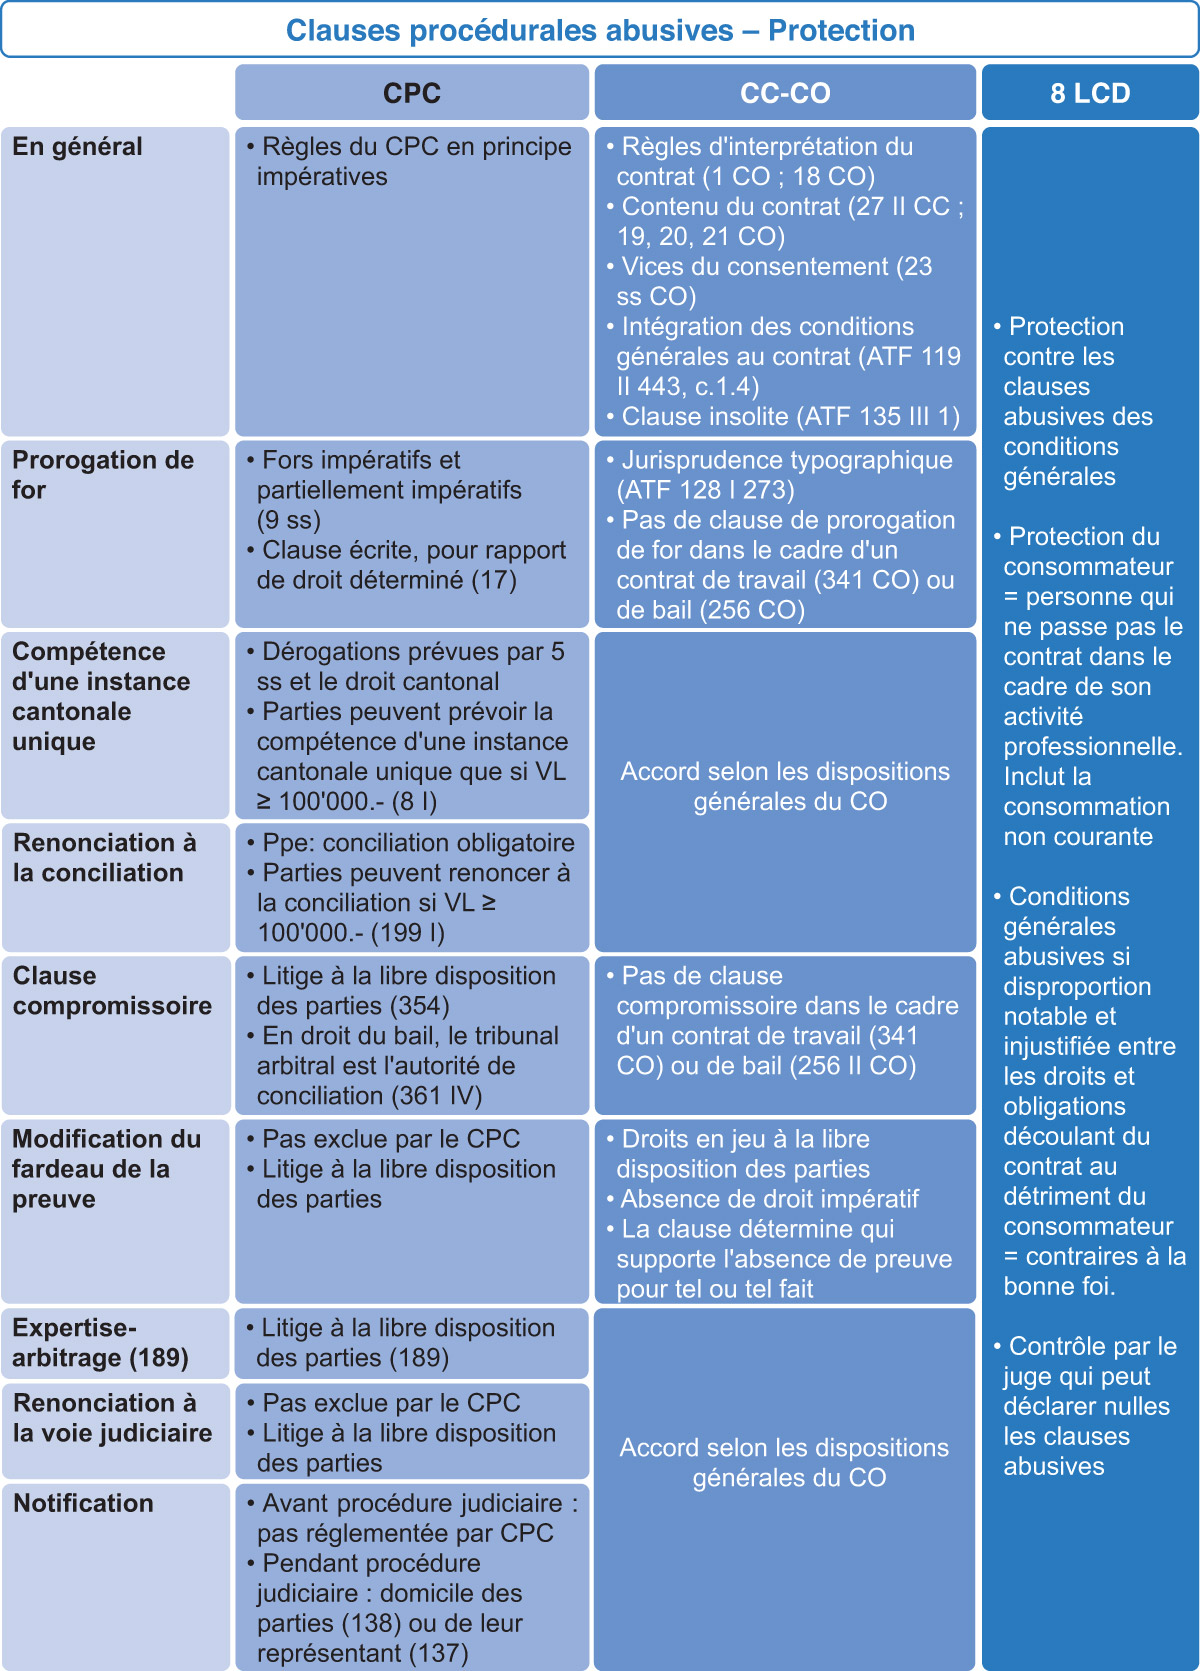 Clauses procédurales abusives – Protection
CPC
CC-CO
8 LCD
En général
• Règles du CPC en principe
impératives
• Règles d'interprétation du
contrat (1 CO ; 18 CO)
• Contenu du contrat (27 II CC ;
19, 20, 21 CO)
• Vices du consentement (23
ss CO)
• Intégration des conditions
générales au contrat (ATF 119
II 443, c.1.4)
• Clause insolite (ATF 135 III 1)
Prorogation de
for
• Fors impératifs et
partiellement impératifs
(9 ss)
• Clause écrite, pour rapport
de droit déterminé (17)
• Jurisprudence typographique
(ATF 128 I 273)
• Pas de clause de prorogation
de for dans le cadre d'un
contrat de travail (341 CO) ou
de bail (256 CO)
Compétence
d'une instance
cantonale
unique
• Dérogations prévues par 5
ss et le droit cantonal
• Parties peuvent prévoir la
compétence d'une instance
cantonale unique que si VL
≥ 100'000.- (8 I)
Accord selon les dispositions
générales du CO
Renonciation à
la conciliation
• Ppe: conciliation obligatoire
• Parties peuvent renoncer à
la conciliation si VL ≥
100'000.- (199 I)
Clause
compromissoire
• Litige à la libre disposition
des parties (354)
• En droit du bail, le tribunal
arbitral est l'autorité de
conciliation (361 IV)
• Pas de clause
compromissoire dans le cadre
d'un contrat de travail (341
CO) ou de bail (256 II CO)
Modification du
fardeau de la
preuve
• Pas exclue par le CPC
• Litige à la libre disposition
des parties
• Droits en jeu à la libre
disposition des parties
• Absence de droit impératif
• La clause détermine qui
supporte l'absence de preuve
pour tel ou tel fait
Expertise-
arbitrage (189)
• Litige à la libre disposition
des parties (189)
Accord selon les dispositions
générales du CO
Renonciation à
la voie judiciaire
• Pas exclue par le CPC
• Litige à la libre disposition
des parties
Notification
• Avant procédure judiciaire :
pas réglementée par CPC
• Pendant procédure
judiciaire : domicile des
parties (138) ou de leur
représentant (137)
• Protection
contre les
clauses
abusives des
conditions
générales
• Protection du
consommateur
= personne qui
ne passe pas le
contrat dans le
cadre de son
activité
professionnelle.
Inclut la
consommation
non courante
• Conditions
générales
abusives si
disproportion
notable et
injustifiée entre
les droits et
obligations
découlant du
contrat au
détriment du
consommateur
= contraires à la
bonne foi.
• Contrôle par le
juge qui peut
déclarer nulles
les clauses
abusives